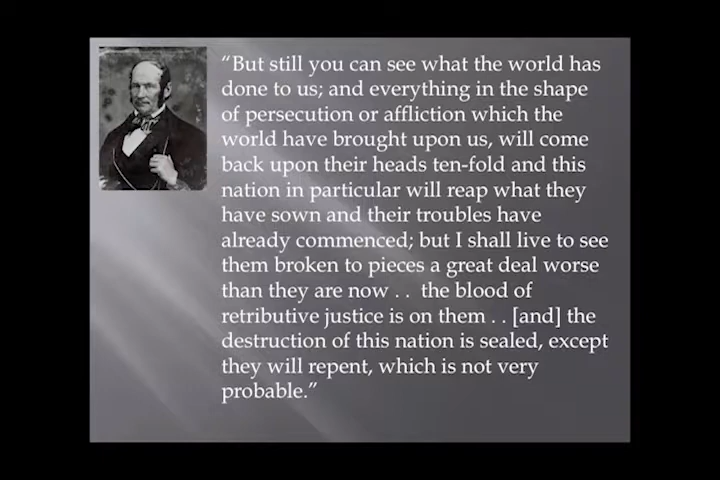 “But still you can see what the world has
done to us; and everything in the shape
of persecution or affliction which the
world have brought upon us, will come
back upon their heads ten-fold and this
nation in particular will reap what they
have sown and their troubles have
already commenced; but I shall live to see
them broken to pieces a great deal worse
than they are now . .  the blood of
retributive justice is on them . . [and] the
destruction of this nation is sealed, except
they will repent, which is not very
probable.”